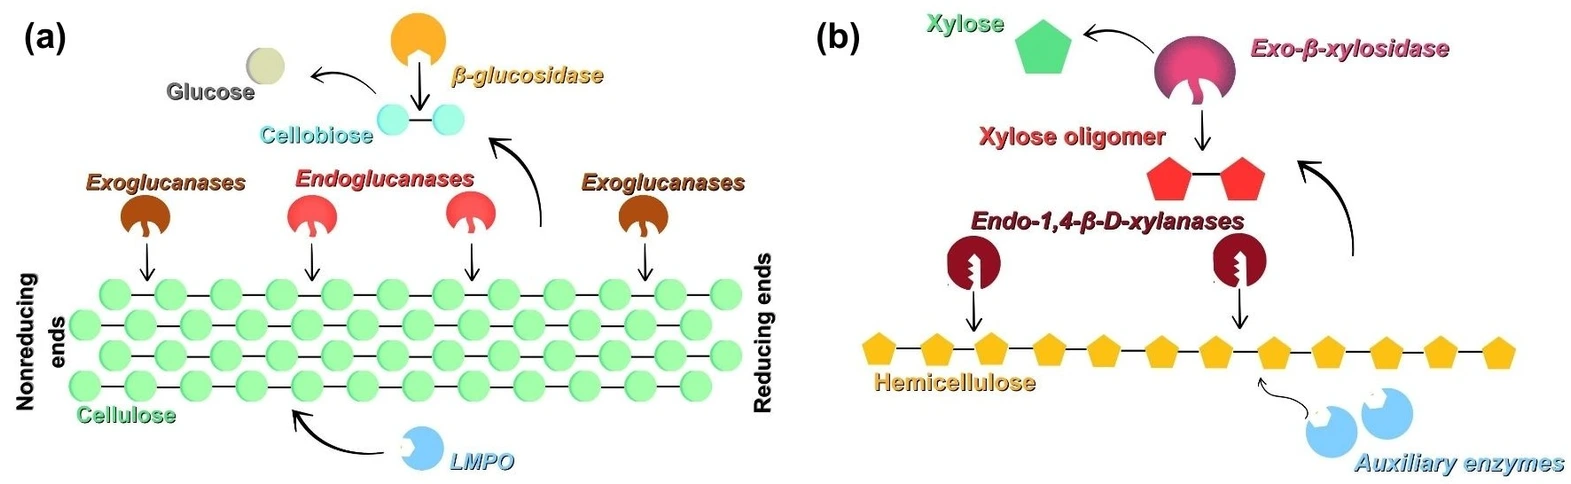 (a)
β-glucosidase
Glucose
Cellobiose
Exoglucanases
Endoglucanases
Exoglucanases
Nonreducing
ends
Reducing ends
Cellulose
LMPO
(b)
Xylose
Exo-β-xylosidase
Xylose oligomer
Endo-1,4-β-D-xylanases
Hemicellulose
Auxiliary enzymes